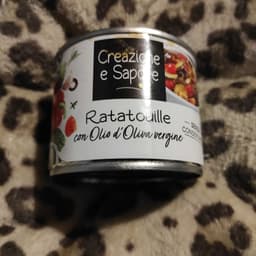 Creazione
e Sapore
Ratatouille
con Olio d'Oliva vergine